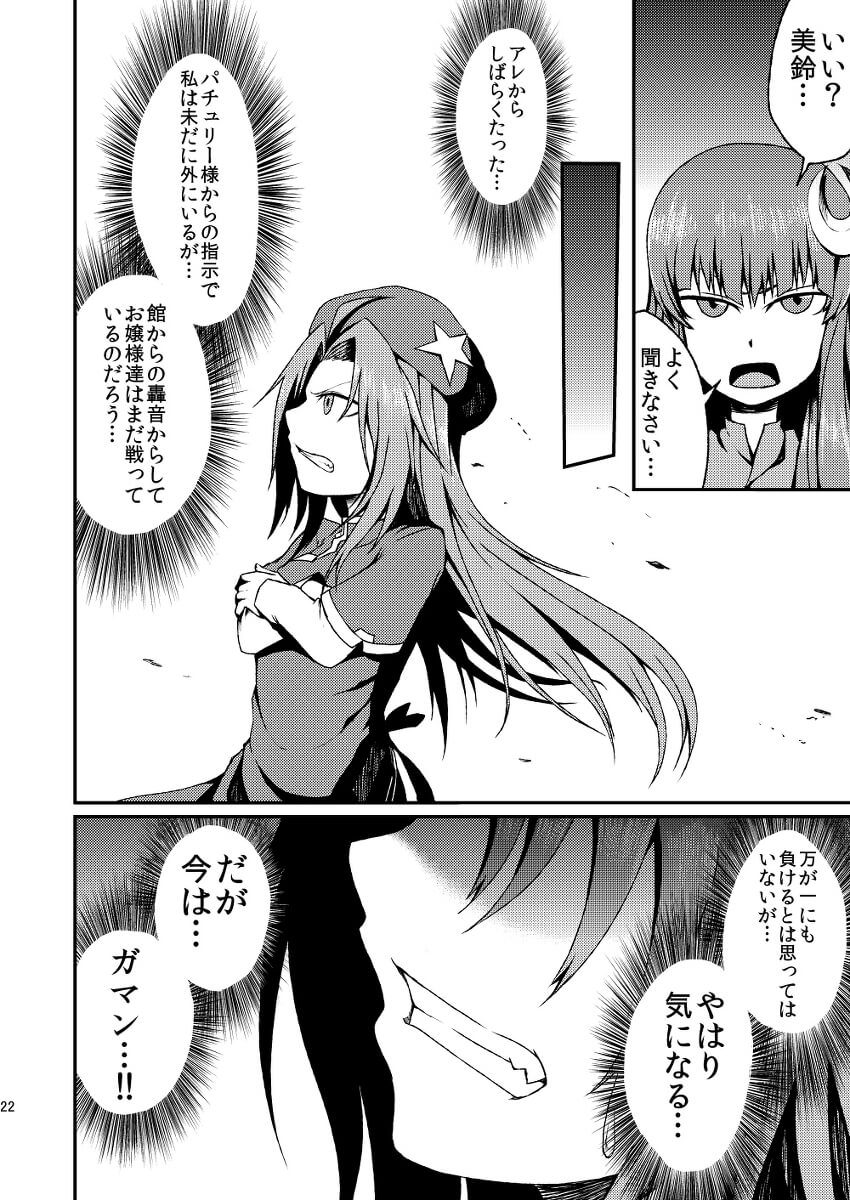 いい?
美鈴…
よく
聞きなさい…
アレから
しばらくたった…
パチュリー様からの指示で
私は未だに外にいるが…
館からの轟音からして
お嬢様達はまだ戦って
いるのだろう…
万が一にも
負けるとは思っては
いないが…
やはり
気になる…
だが
今は…
ガマン…!!
22